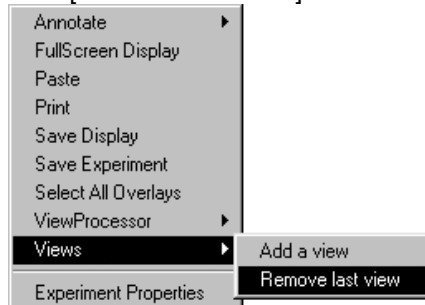 Annotate
FullScreen Display
Paste
Print
Save Display
Save Experiment
Select All Overlays
ViewProcessor
Views
Add a view
Remove last view
Experiment Properties